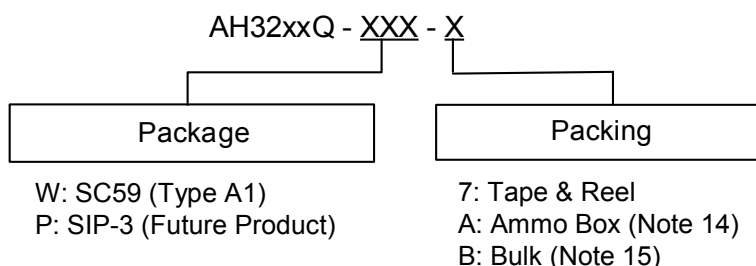 AH32xxQ - XXX - X
Package
Packing
W: SC59 (Type A1)
P: SIP-3 (Future Product)
7: Tape & Reel
A: Ammo Box (Note 14)
B: Bulk (Note 15)